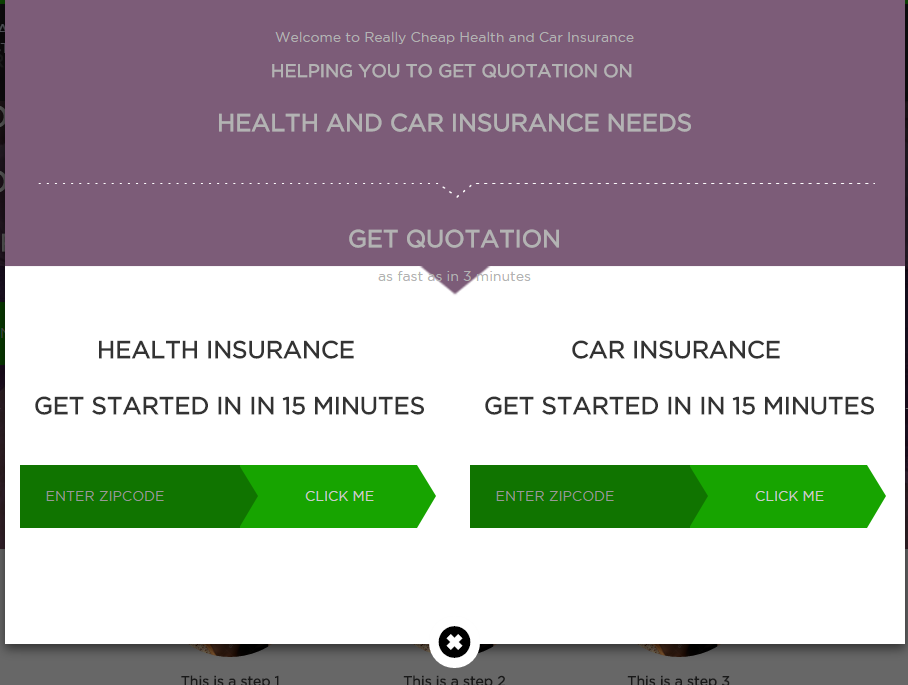 Welcome to Really Cheap Health and Car Insurance
HELPING YOU TO GET QUOTATION ON
HEALTH AND CAR INSURANCE NEEDS
GET QUOTATION
as fast as in 3 minutes
HEALTH INSURANCE
GET STARTED IN IN 15 MINUTES
ENTER ZIPCODE
CLICK ME
CAR INSURANCE
GET STARTED IN IN 15 MINUTES
ENTER ZIPCODE
CLICK ME
This is a step 1
This is a step 2
This is a step 3